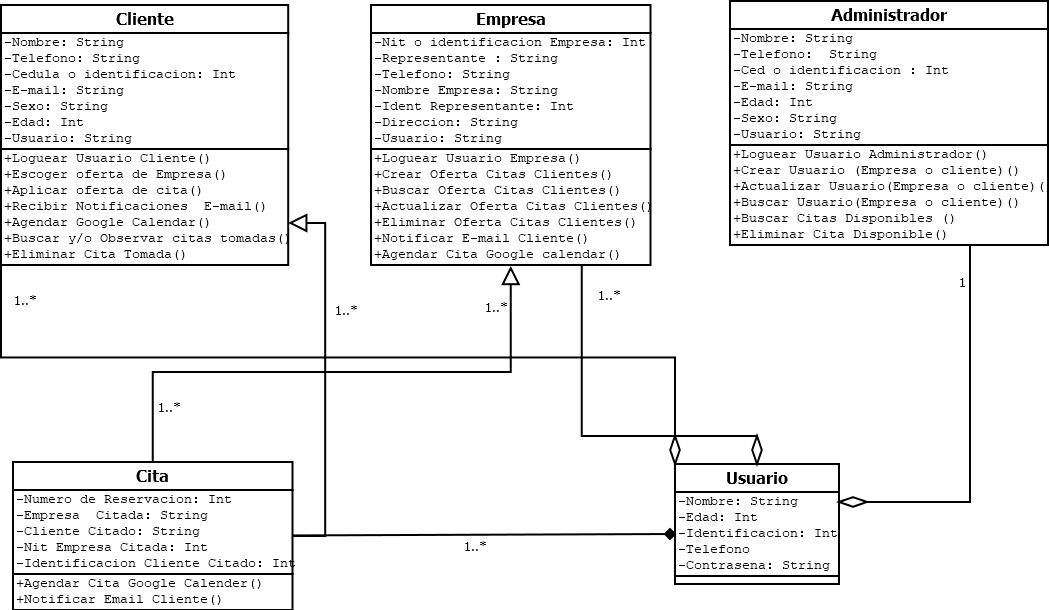 Cliente
-Nombre: String
-Telefono: String
-Cedula o identificacion: Int
-E-mail: String
-Sexo: String
-Edad: Int
-Usuario: String
+Loguear Usuario Cliente()
+Escoger oferta de Empresa()
+Aplicar oferta de cita()
+Recibir Notificaciones  E-mail()
+Agendar Google Calendar()
+Buscar y/o Observar citas tomadas()
+Eliminar Cita Tomada()
Empresa
-Nit o identificacion Empresa: Int
-Representante : String
-Telefono: String
-Nombre Empresa: String
-Ident Representante: Int
-Direccion: String
-Usuario: String
+Loguear Usuario Empresa()
+Crear Oferta Citas Clientes()
+Buscar Oferta Citas Clientes()
+Actualizar Oferta Citas Clientes()
+Eliminar Oferta Citas Clientes()
+Notificar E-mail Cliente()
+Agendar Cita Google calendar()
Administrador
-Nombre: String
-Telefono:  String
-Ced o identificacion : Int
-E-mail: String
-Edad: Int
-Sexo: String
-Usuario: String
+Loguear Usuario Administrador()
+Crear Usuario (Empresa o cliente)()
+Actualizar Usuario(Empresa o cliente)(
+Buscar Usuario(Empresa o cliente)()
+Buscar Citas Disponibles ()
+Eliminar Cita Disponible()
1..*
1..*
1..*
1..*
1
1..*
1..*
Cita
-Numero de Reservacion: Int
-Empresa  Citada: String
-Cliente Citado: String
-Nit Empresa Citada: Int
-Identificacion Cliente Citado: Int
+Agendar Cita Google Calender()
+Notificar Email Cliente()
Usuario
-Nombre: String
-Edad: Int
-Identificacion: Int
-Telefono
-Contrasena: String